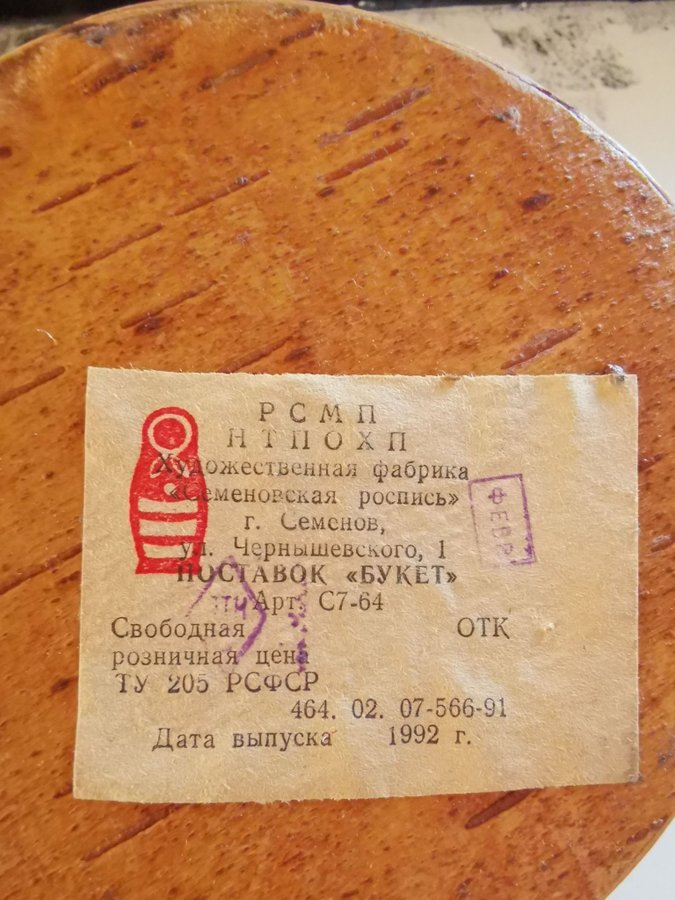 РСМП
НТПОХП
Художественная фабрика
«Семеновская роспись»
г. Семенов,
ул. Чернышевского, 1
ПОСТАВОК «БУКЕТ»
Арт. С7-64
Свободная ОТК
розничная цена
ТУ 205 РСФСР
464. 02. 07-566-91
Дата выпуска 1992 г.
ФЕВР